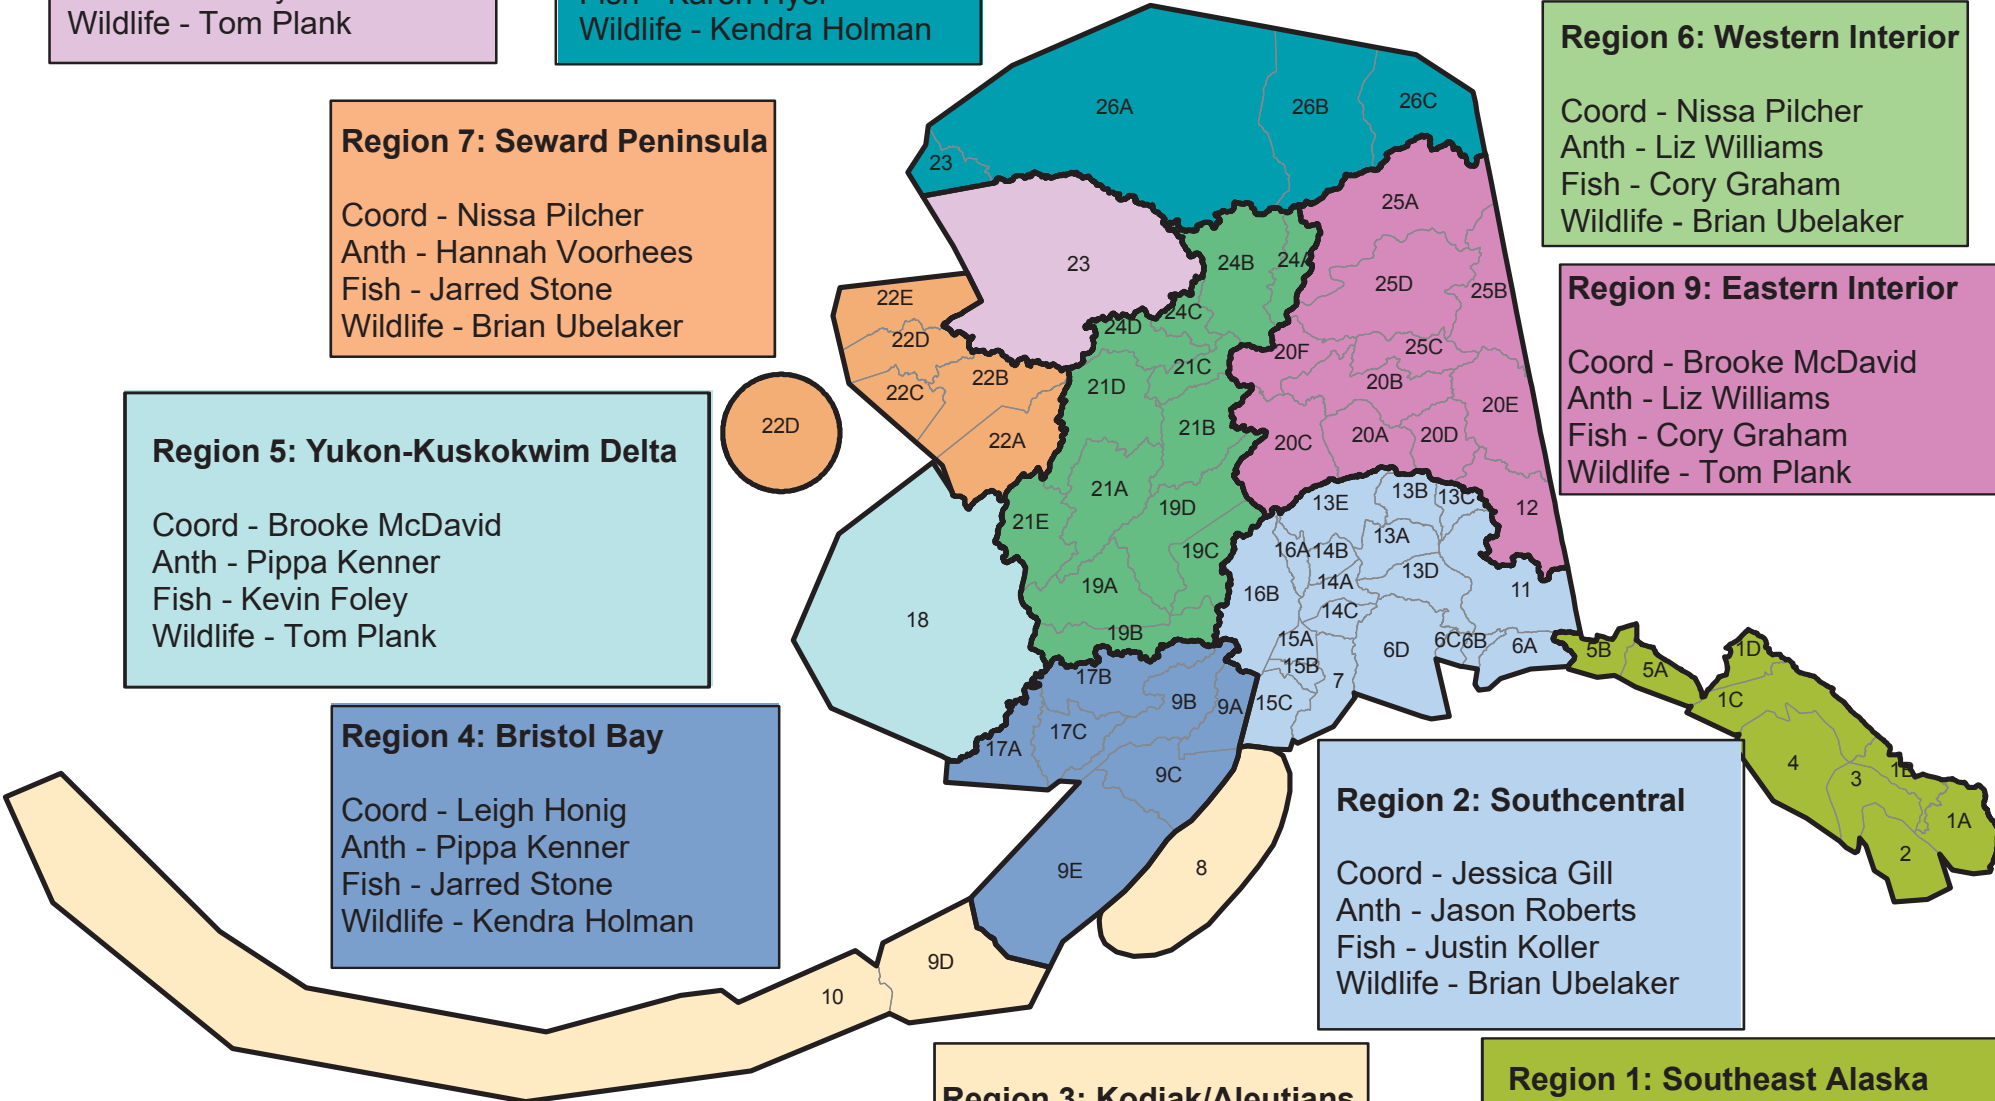 Wildlife - Tom Plank
Wildlife - Kendra Holman
Region 6: Western Interior
Coord - Nissa Pilcher
Anth - Liz Williams
Fish - Cory Graham
Wildlife - Brian Ubelaker
Region 7: Seward Peninsula
Coord - Nissa Pilcher
Anth - Hannah Voorhees
Fish - Jarred Stone
Wildlife - Brian Ubelaker
Region 9: Eastern Interior
Coord - Brooke McDavid
Anth - Liz Williams
Fish - Cory Graham
Wildlife - Tom Plank
Region 5: Yukon-Kuskokwim Delta
Coord - Brooke McDavid
Anth - Pippa Kenner
Fish - Kevin Foley
Wildlife - Tom Plank
Region 4: Bristol Bay
Coord - Leigh Honig
Anth - Pippa Kenner
Fish - Jarred Stone
Wildlife - Kendra Holman
Region 2: Southcentral
Coord - Jessica Gill
Anth - Jason Roberts
Fish - Justin Koller
Wildlife - Brian Ubelaker
Region 3: Kodiak/Aleutians
Region 1: Southeast Alaska
26A
26B
26C
23
23
25A
24B
24A
25D
25B
22E
24C
24D
22D
20F
25C
21C
22B
21D
20B
22C
20E
22D
21B
22A
20C
20A
20D
21A
13B
13C
13E
19D
12
21E
13A
19C
16A
14B
13D
14A
19A
16B
11
14C
18
19B
15A
6C
6B
6A
6D
5B
1D
15B
5A
17B
7
9B
9A
15C
1C
17C
17A
4
9C
3
1B
1A
2
8
9E
9D
10